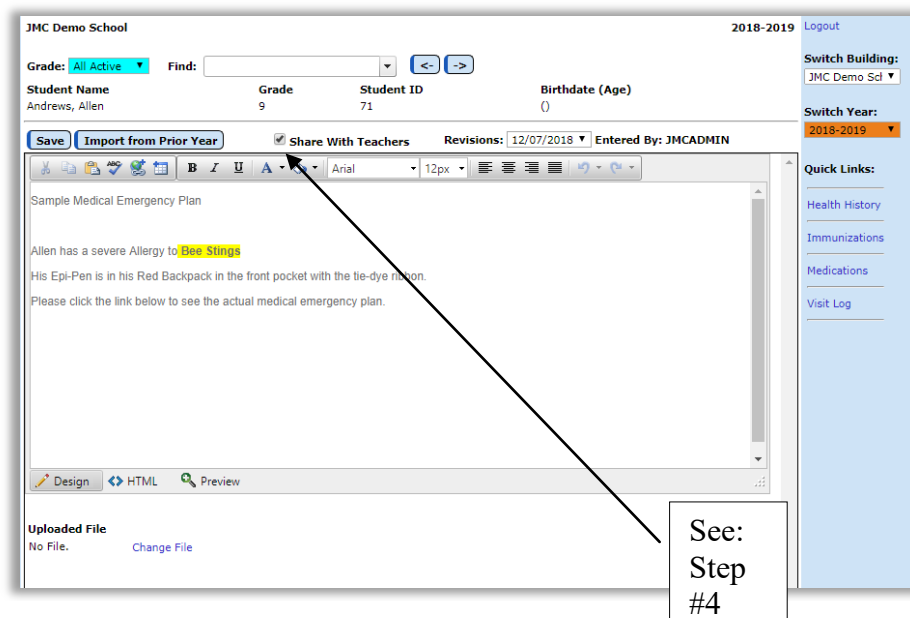 JMC Demo School 2018-2019 Logout
Grade: All Active Find: <- -> Switch Building:
JMC Demo Sch
Student Name Grade Student ID Birthdate (Age)
Andrews, Allen 9 71 ()
Switch Year:
2018-2019
Save Import from Prior Year Share With Teachers Revisions: 12/07/2018 Entered By: JMCADMIN
B I U A Arial 12px Quick Links:
Sample Medical Emergency Plan Health History
Immunizations
Allen has a severe Allergy to Bee Stings
His Epi-Pen is in his Red Backpack in the front pocket with the tie-dye ribbon. Medications
Please click the link below to see the actual medical emergency plan. Visit Log
Design HTML Preview
Uploaded File
No File. Change File
See:
Step
#4